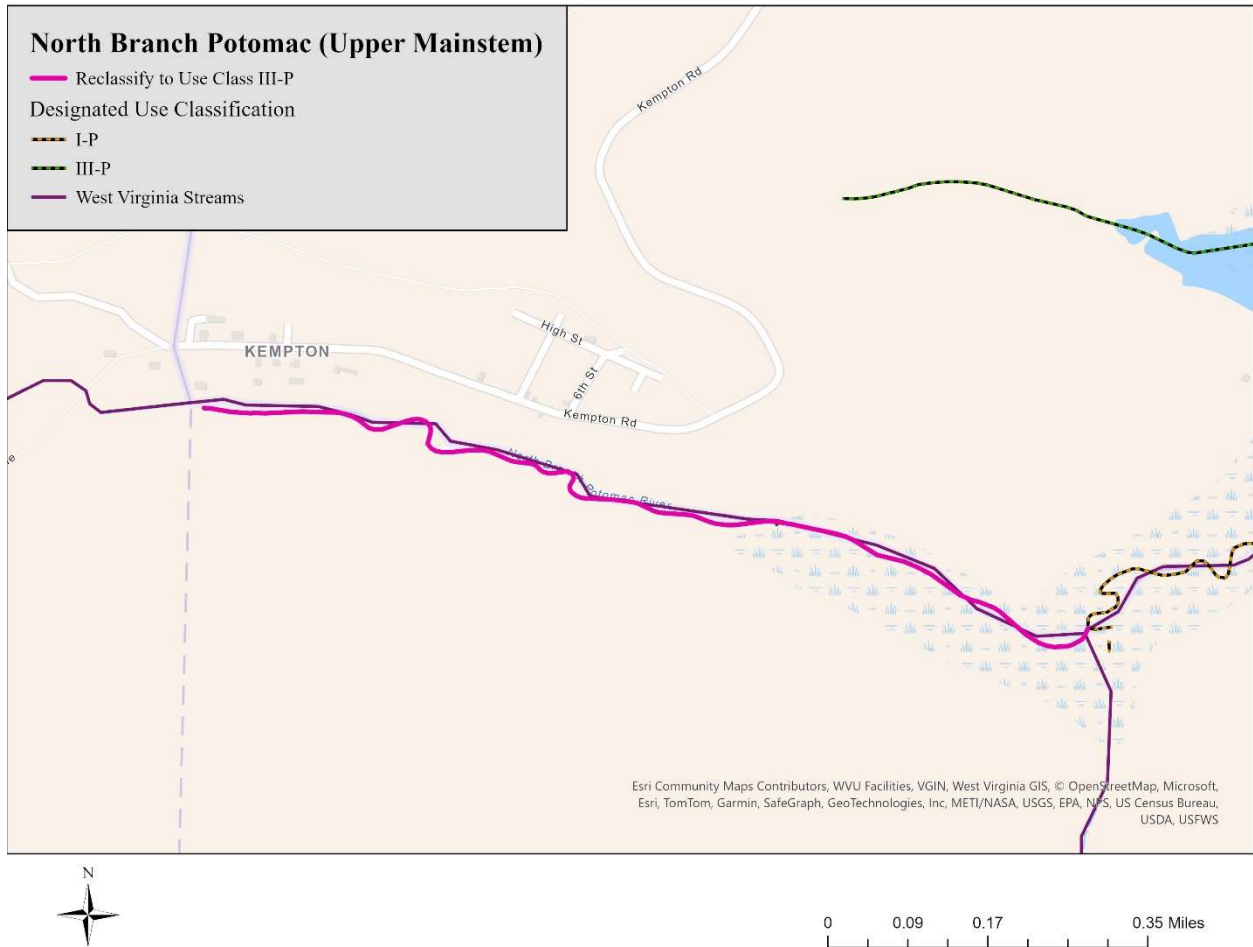 North Branch Potomac (Upper Mainstem)
Reclassify to Use Class III-P
Designated Use Classification
I-P
III-P
West Virginia Streams
Kempton Rd
High St
KEMPTON
6th St
Kempton Rd
North Branch
Potomac River
Esri Community Maps Contributors, WVU Facilities, VGIN, West Virginia GIS, © OpenStreetMap, Microsoft,
Esri, TomTom, Garmin, SafeGraph, GeoTechnologies, Inc, METI/NASA, USGS, EPA, NPS, US Census Bureau,
USDA, USFWS
N
0 0.09 0.17 0.35 Miles